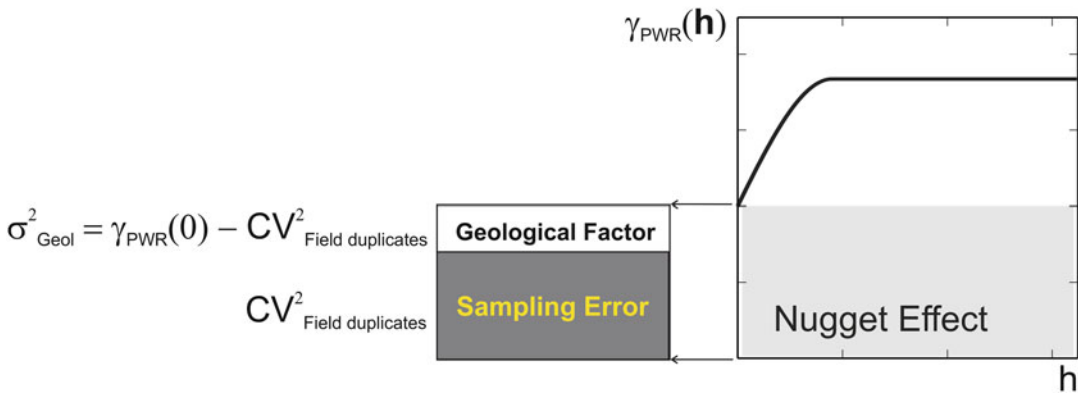 γPWR(h)
σ²Geol = γPWR(0) − CV²Field duplicates
Geological Factor
CV²Field duplicates
Sampling Error
Nugget Effect
h